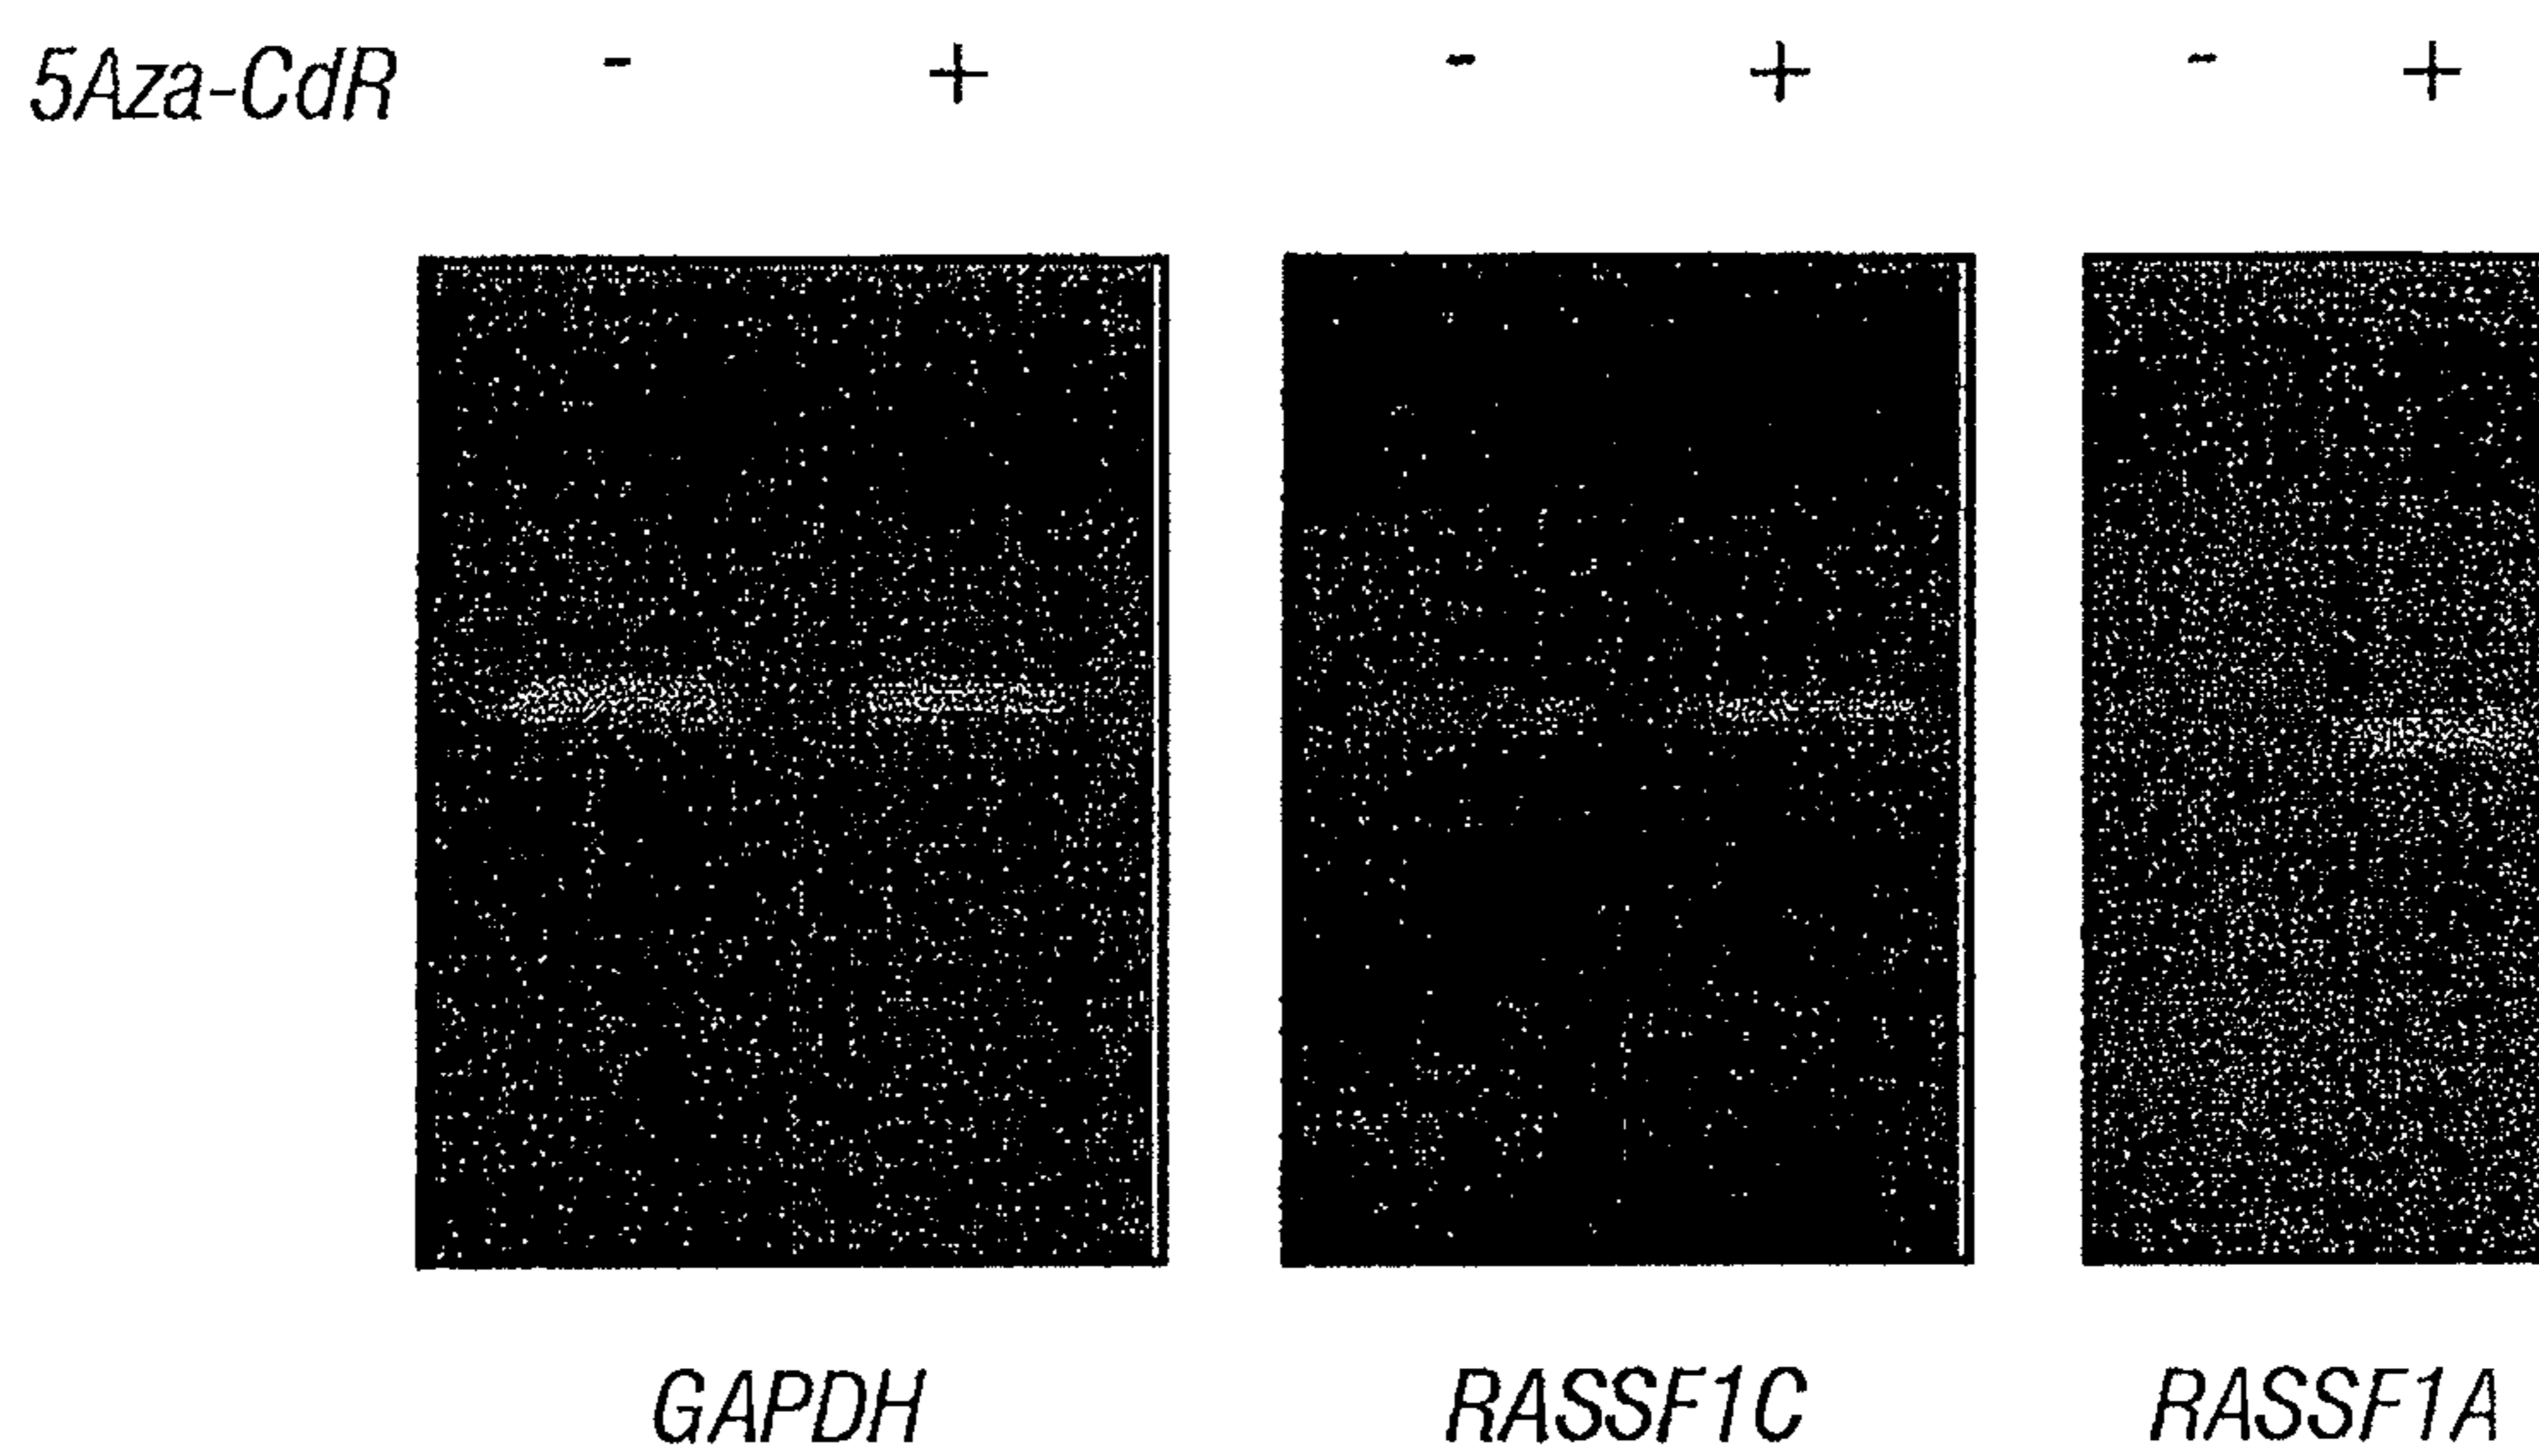 5Aza-CdR - + - + - +
GAPDH RASSF1C RASSF1A